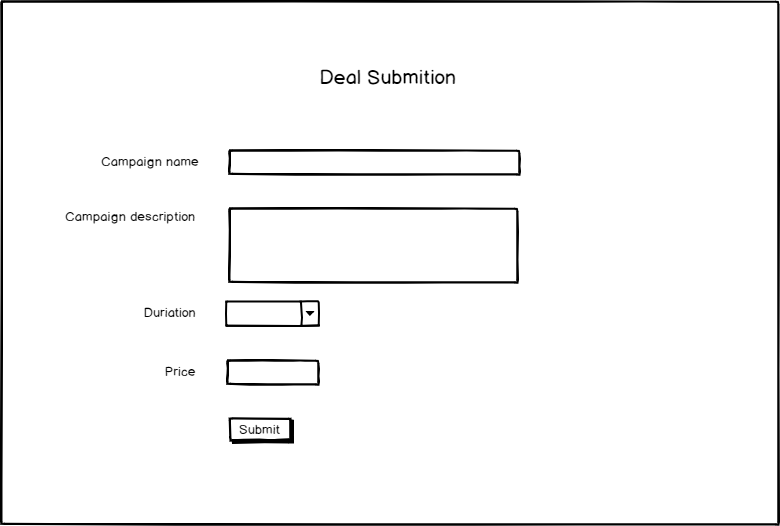 Deal Submition
Campaign name
Campaign description
Duriation
Price
Submit